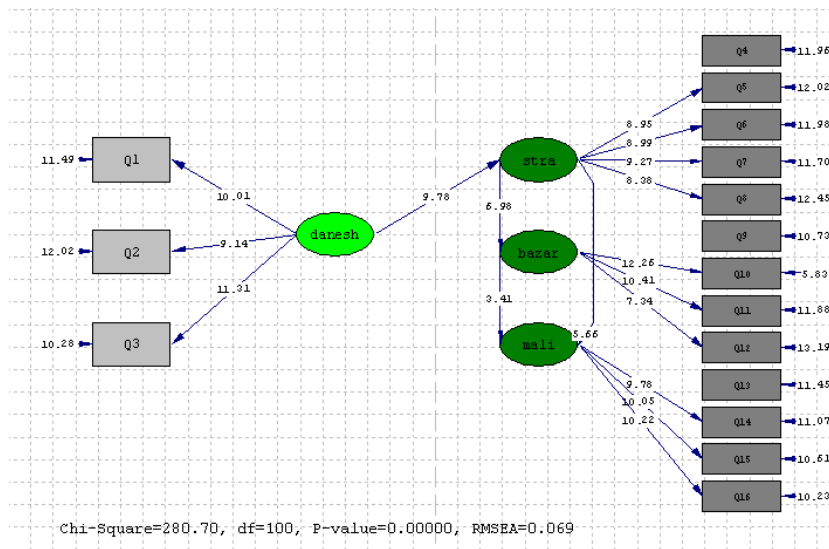 Q4
11.96
Q5
12.02
8.95
Q6
11.98
8.99
Q1
11.49
stra
9.27
Q7
11.70
8.38
10.01
9.78
Q8
12.45
6.98
danesh
Q9
10.73
9.14
Q2
12.02
bazar
12.26
Q10
5.83
10.41
11.31
3.41
7.34
Q11
11.88
5.66
Q3
10.28
mali
Q12
13.19
9.78
Q13
11.45
10.05
10.22
Q14
11.07
Q15
10.61
Q16
10.23
Chi-Square=280.70, df=100, P-value=0.00000, RMSEA=0.069